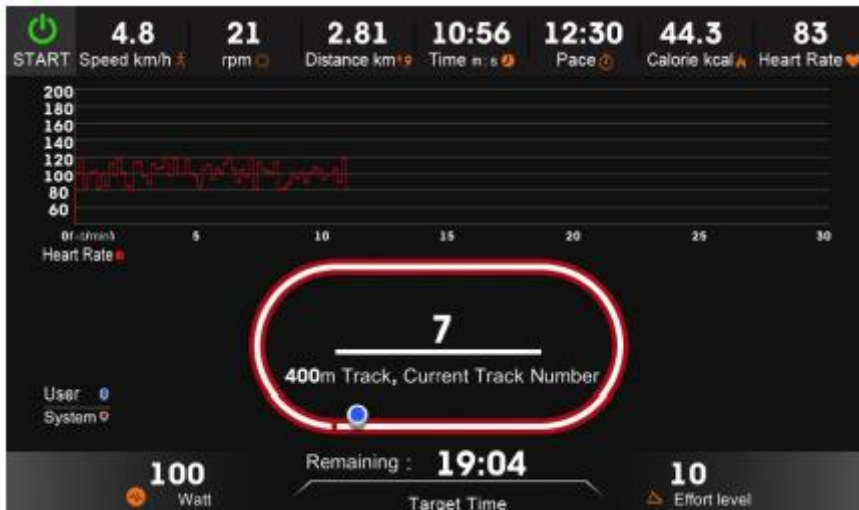 4.8 21 2.81 10:56 12:30 44.3 83
START Speed km/h rpm Distance km Time m:s Pace Calorie kcal Heart Rate
200
180
160
140
120
100
80
60
5 10 15 20 25 30
Heart Rate
7
400m Track, Current Track Number
User
System
Remaining : 19:04
Target Time
100
Watt
10
Effort level